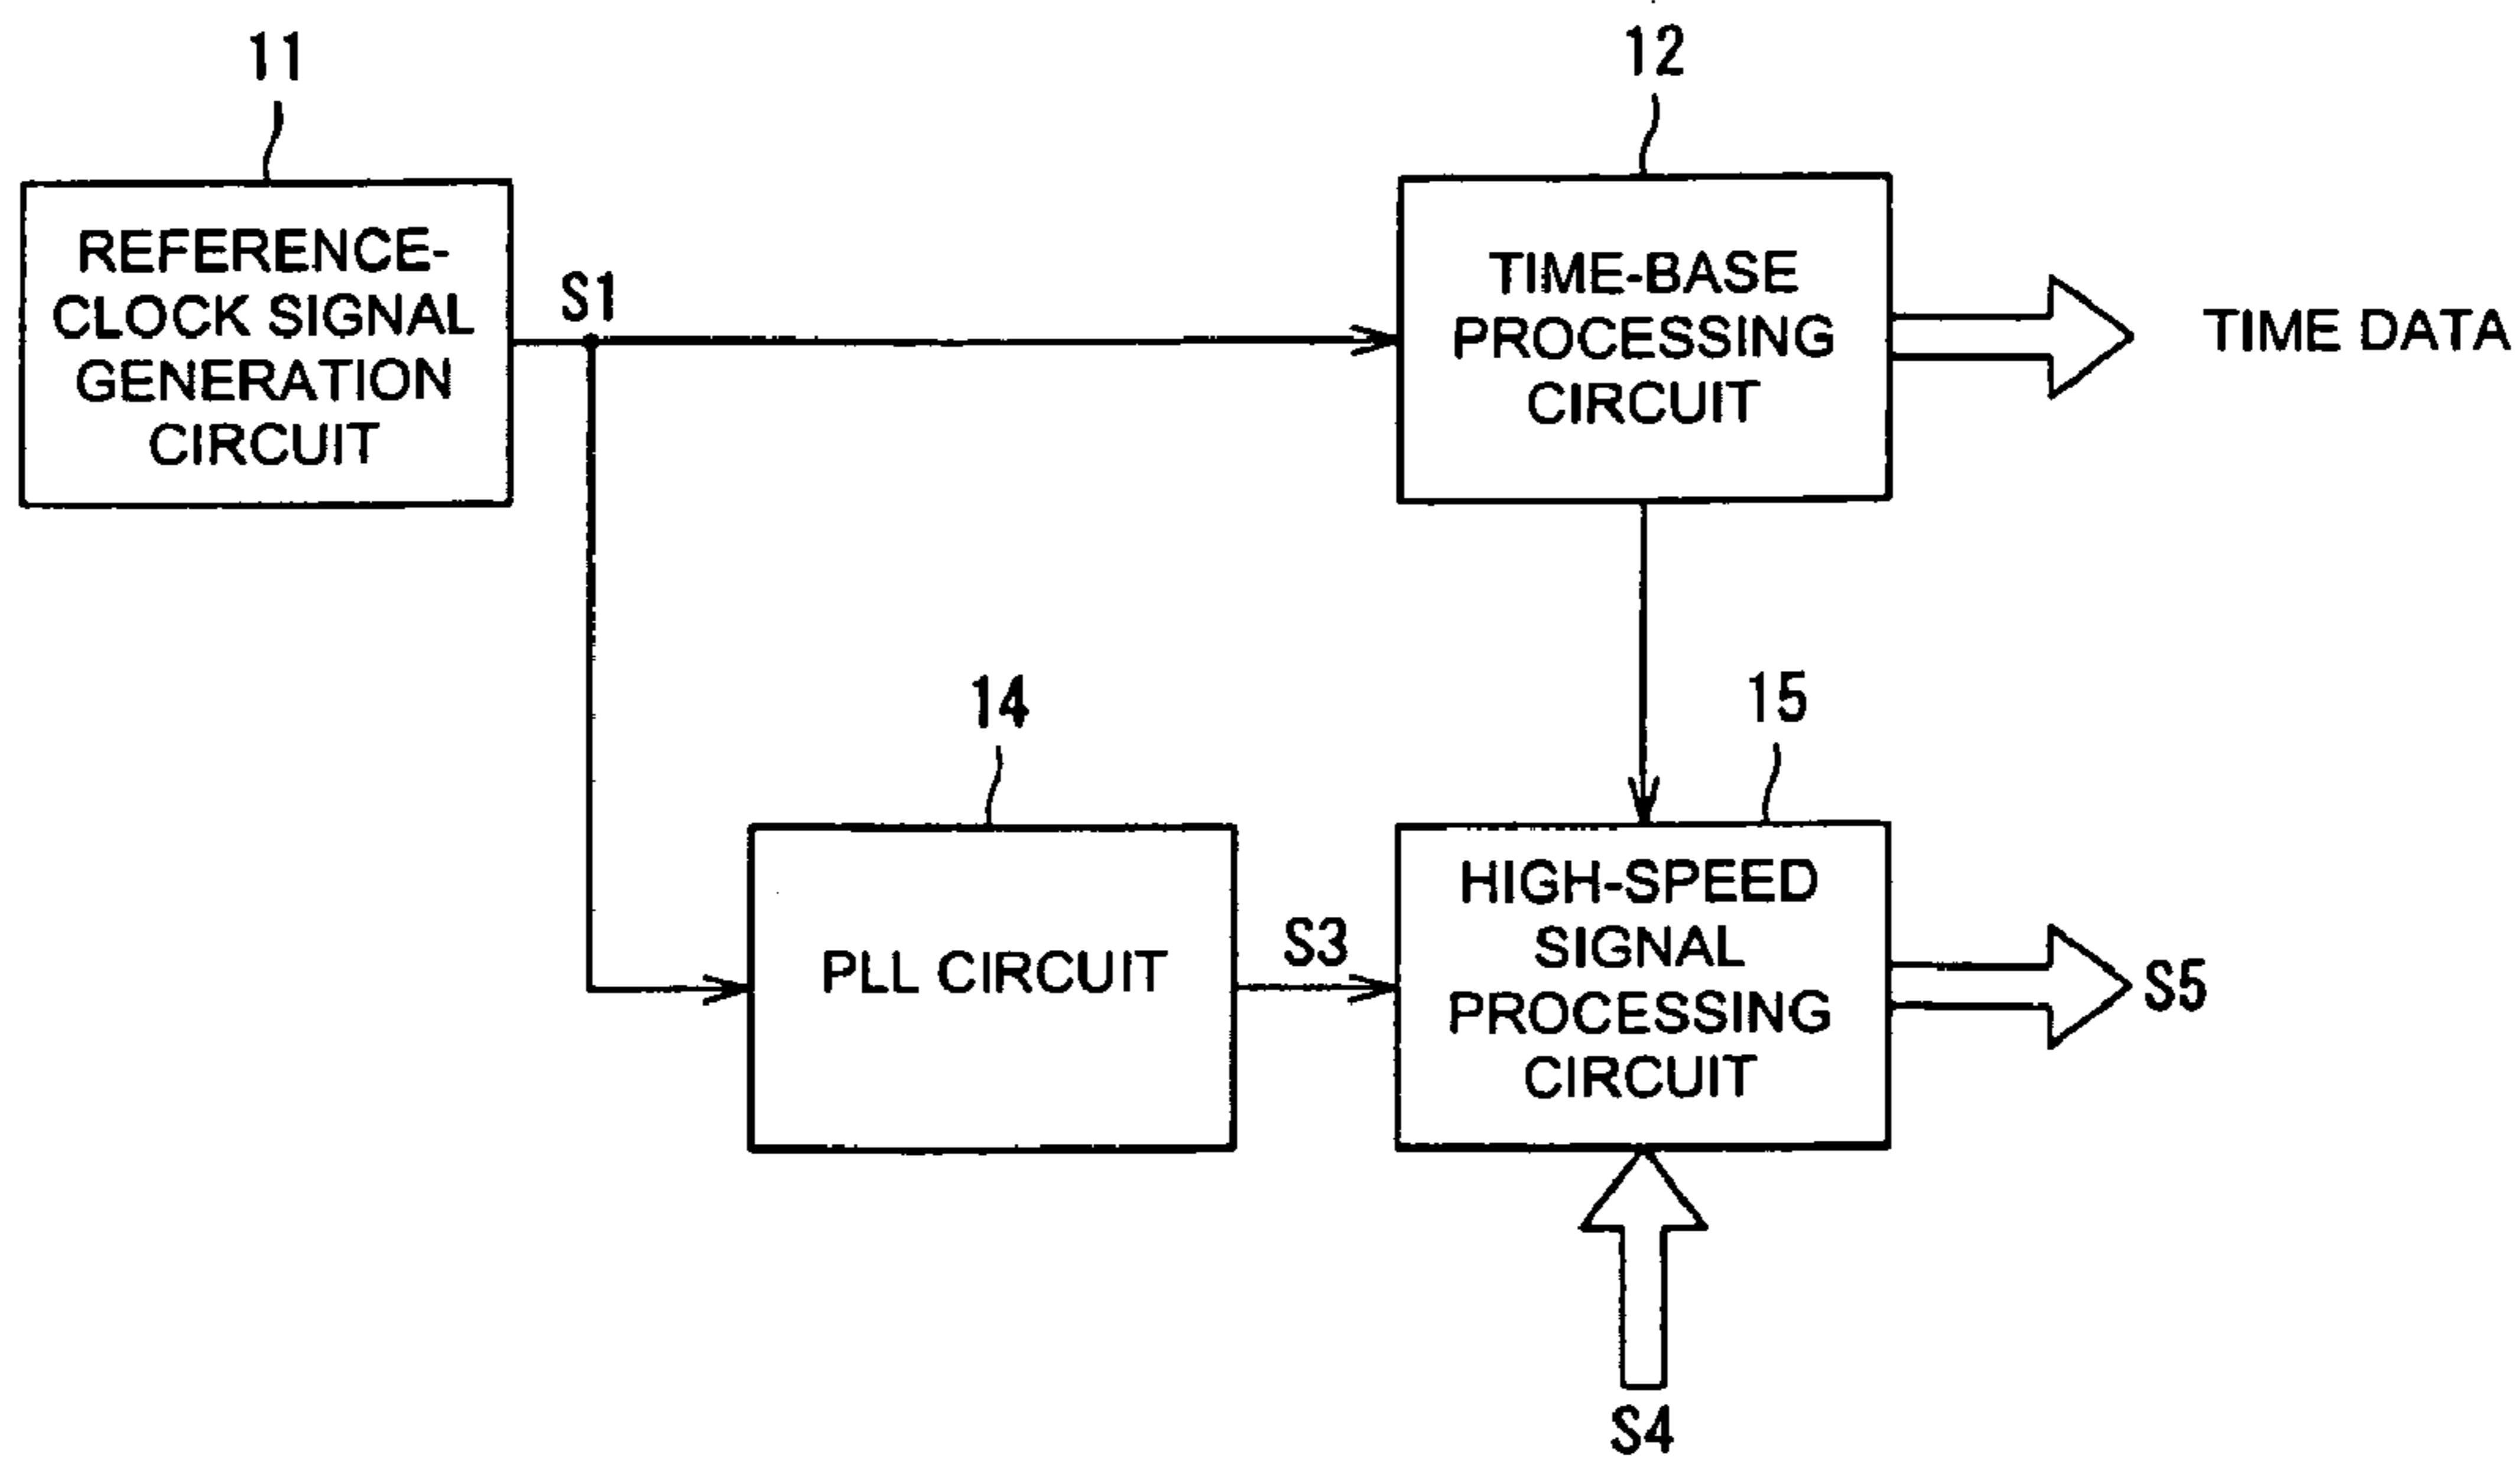 11
12
REFERENCE-
CLOCK SIGNAL
GENERATION
CIRCUIT
S1
TIME-BASE
PROCESSING
CIRCUIT
TIME DATA
14
15
PLL CIRCUIT
S3
HIGH-SPEED
SIGNAL
PROCESSING
CIRCUIT
S5
S4